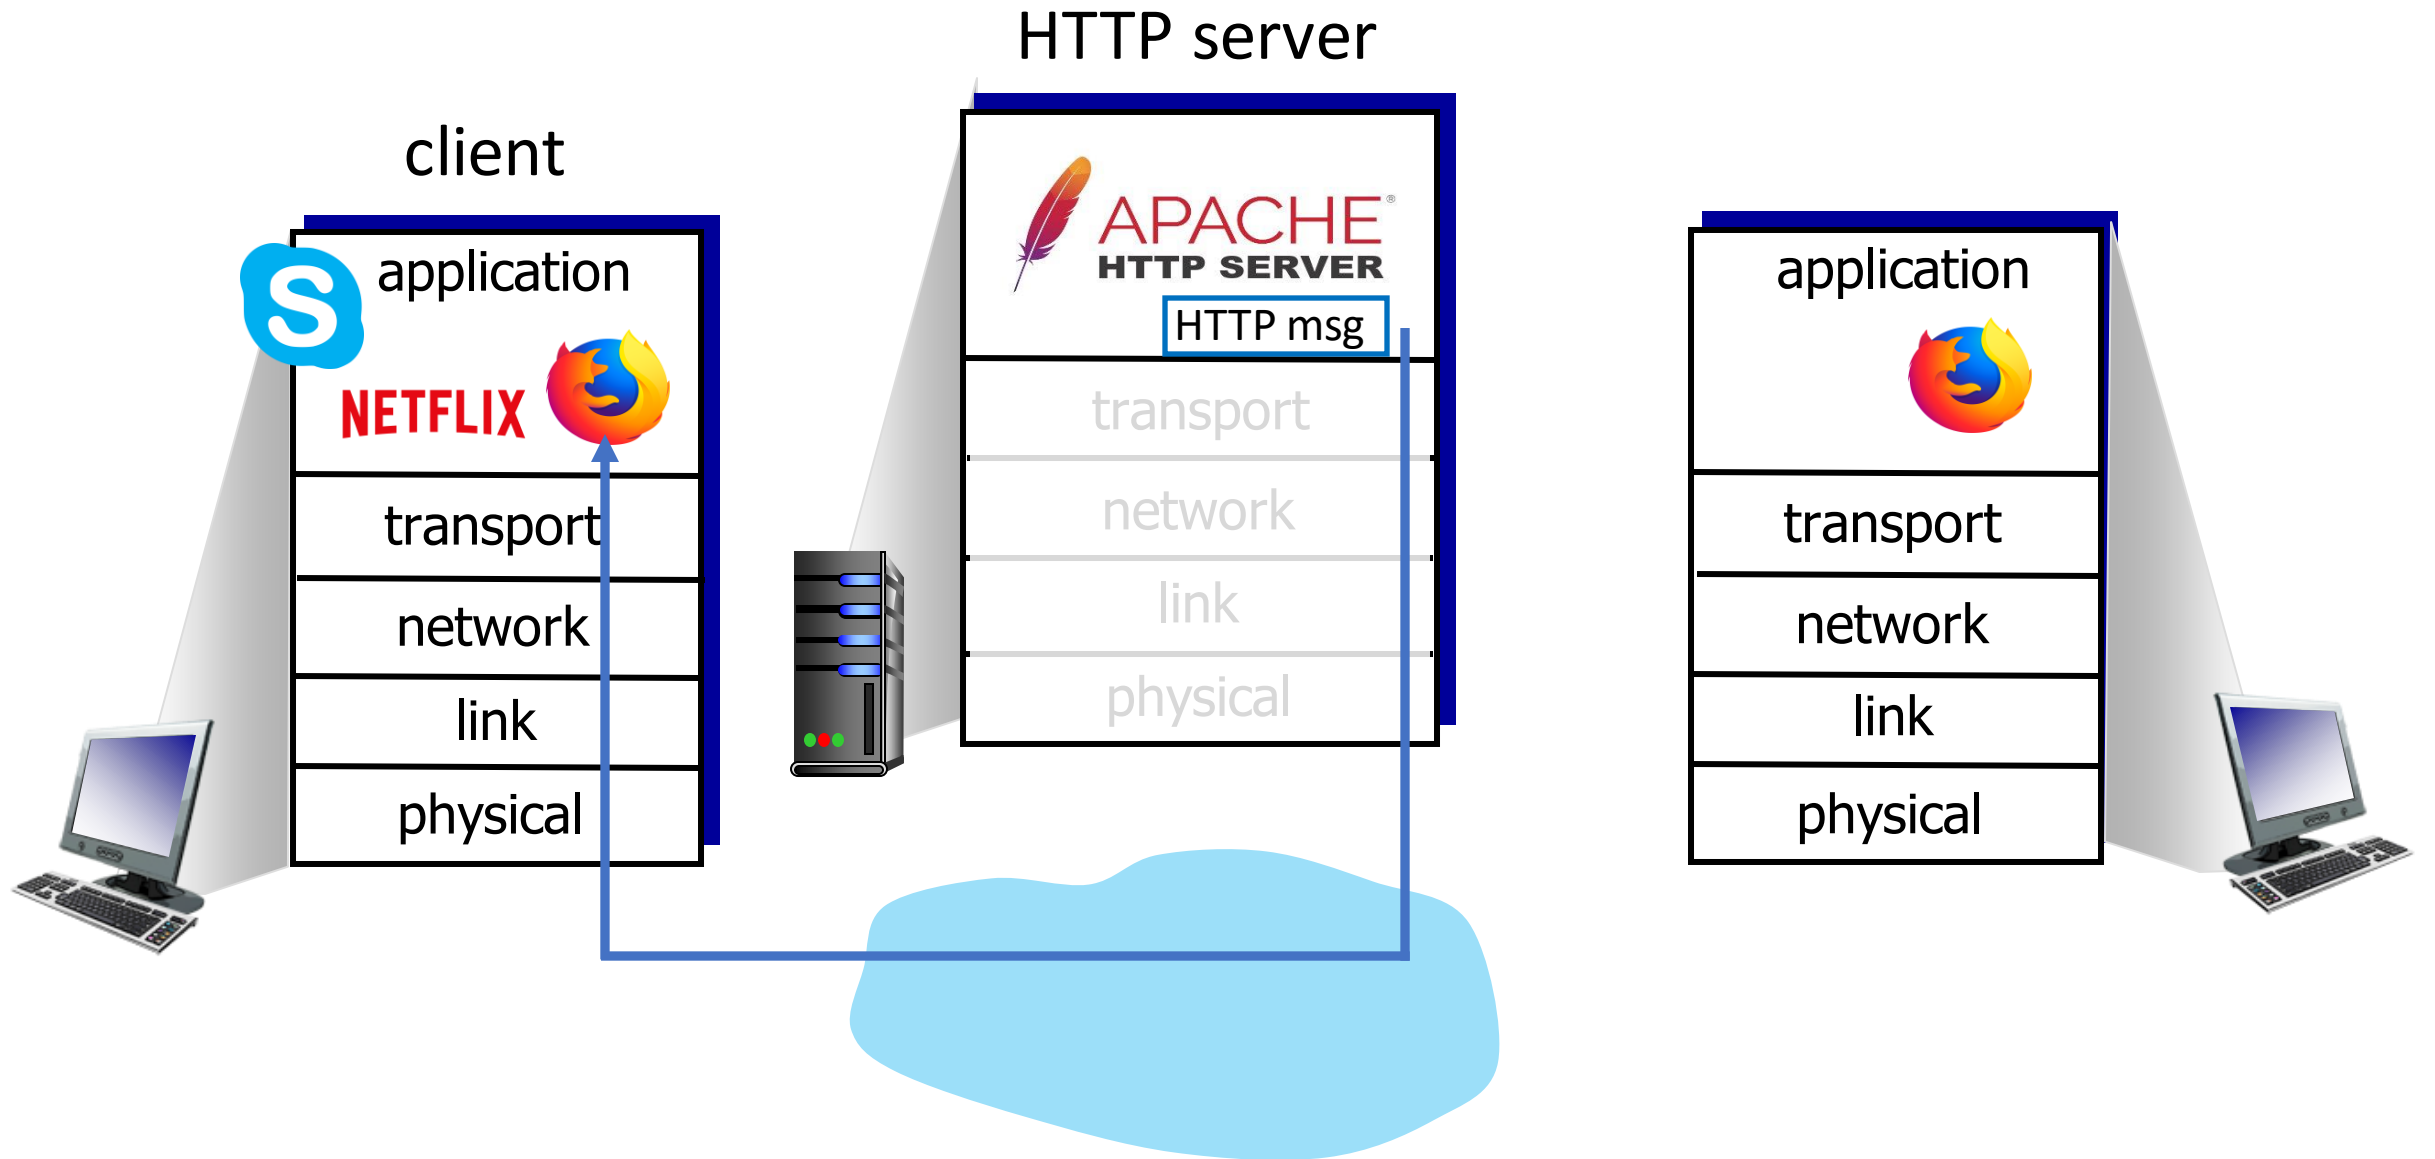 HTTP server
client
APACHE®
HTTP SERVER
HTTP msg
transport
network
link
physical
S
application
NETFLIX
transport
network
link
physical
application
transport
network
link
physical